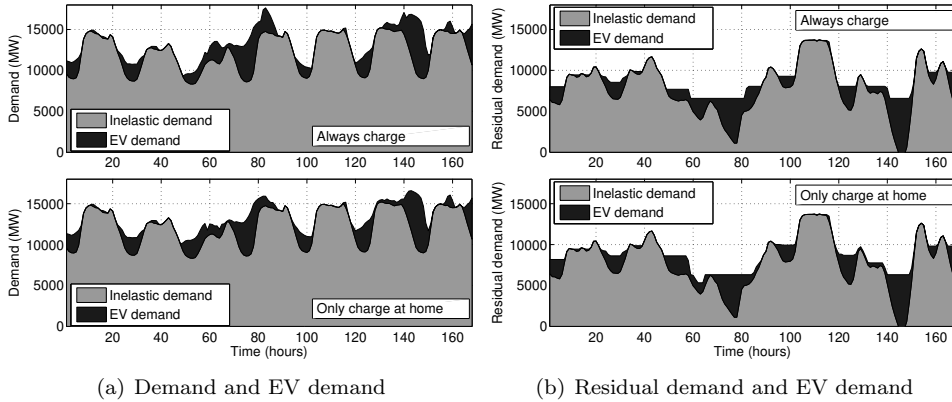 Demand (MW)
15000
10000
5000
0
Inelastic demand
EV demand
Always charge
20 40 60 80 100 120 140 160
Demand (MW)
15000
10000
5000
0
Inelastic demand
EV demand
Only charge at home
20 40 60 80 100 120 140 160
Time (hours)
(a) Demand and EV demand
Residual demand (MW)
15000
10000
5000
0
Inelastic demand
EV demand
Always charge
20 40 60 80 100 120 140 160
Residual demand (MW)
15000
10000
5000
0
Inelastic demand
EV demand
Only charge at home
20 40 60 80 100 120 140 160
Time (hours)
(b) Residual demand and EV demand